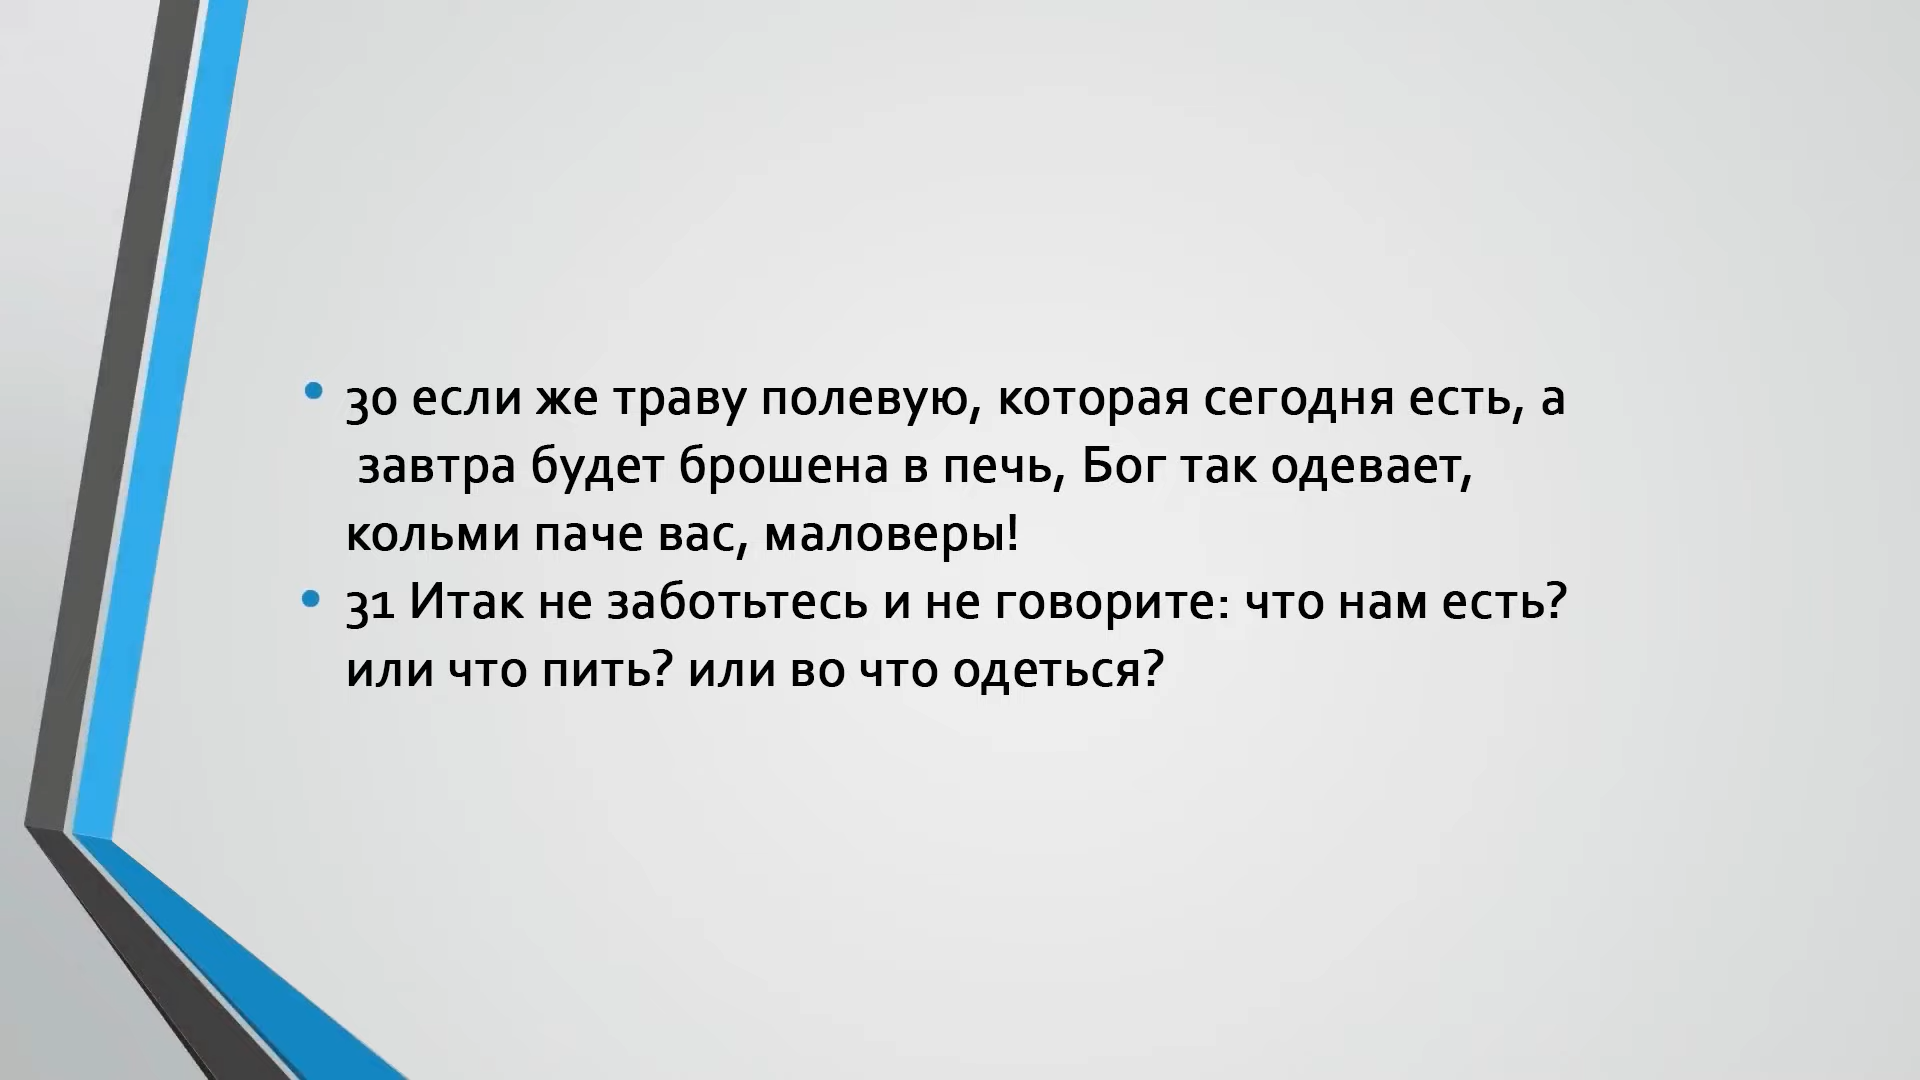 • 30 если же траву полевую, которая сегодня есть, а
завтра будет брошена в печь, Бог так одевает,
кольми паче вас, маловеры!
• 31 Итак не заботьтесь и не говорите: что нам есть?
или что пить? или во что одеться?